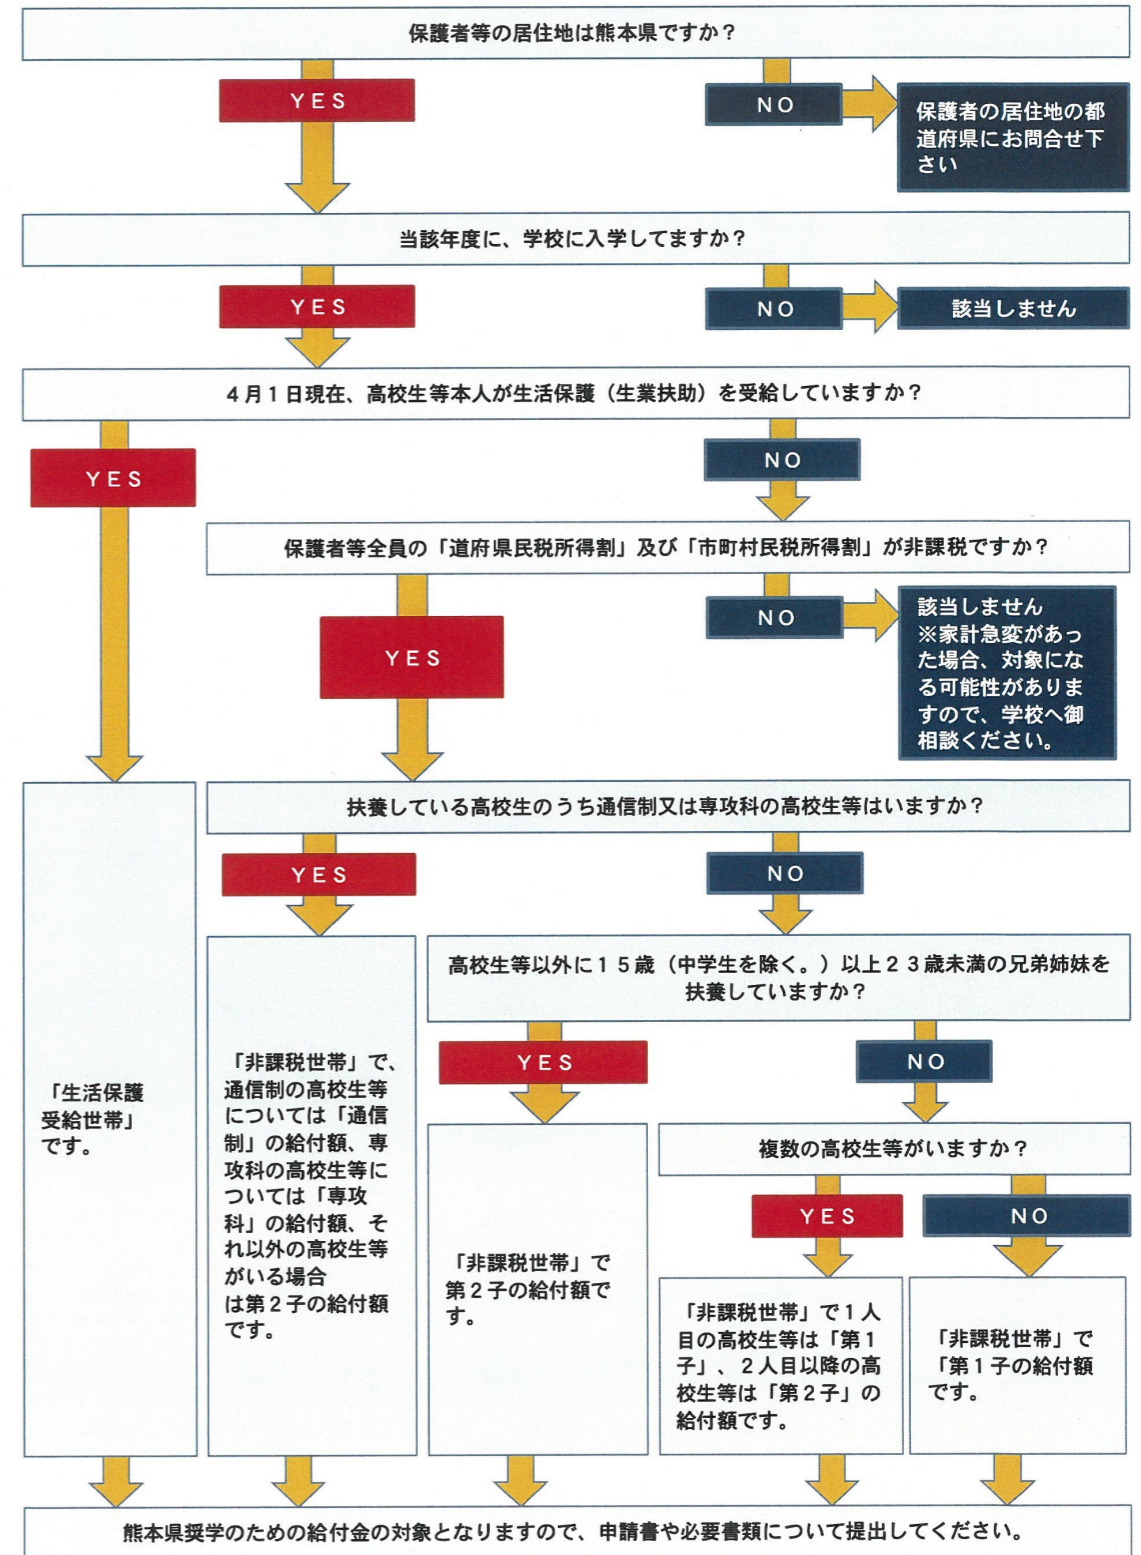 保護者等の居住地は熊本県ですか？
ＹＥＳ
ＮＯ
保護者の居住地の都
道府県にお問合せ下
さい
当該年度に、学校に入学してますか？
ＹＥＳ
ＮＯ
該当しません
４月１日現在、高校生等本人が生活保護（生業扶助）を受給していますか？
ＹＥＳ
ＮＯ
保護者等全員の「道府県民税所得割」及び「市町村民税所得割」が非課税ですか？
ＹＥＳ
ＮＯ
該当しません
※家計急変があっ
た場合、対象にな
る可能性がありま
すので、学校へ御
相談ください。
扶養している高校生のうち通信制又は専攻科の高校生等はいますか？
ＹＥＳ
ＮＯ
高校生等以外に１５歳（中学生を除く。）以上２３歳未満の兄弟姉妹を
扶養していますか？
ＹＥＳ
ＮＯ
複数の高校生等がいますか？
ＹＥＳ
ＮＯ
「生活保護
受給世帯」
です。
「非課税世帯」で、
通信制の高校生等
については「通信
制」の給付額、専
攻科の高校生等に
ついては「専攻
科」の給付額、そ
れ以外の高校生等
がいる場合
は第２子の給付額
です。
「非課税世帯」で
第２子の給付額で
す。
「非課税世帯」で１人
目の高校生等は「第１
子」、２人目以降の高
校生等は「第２子」の
給付額です。
「非課税世帯」で
「第１子の給付額
です。
熊本県奨学のための給付金の対象となりますので、申請書や必要書類について提出してください。